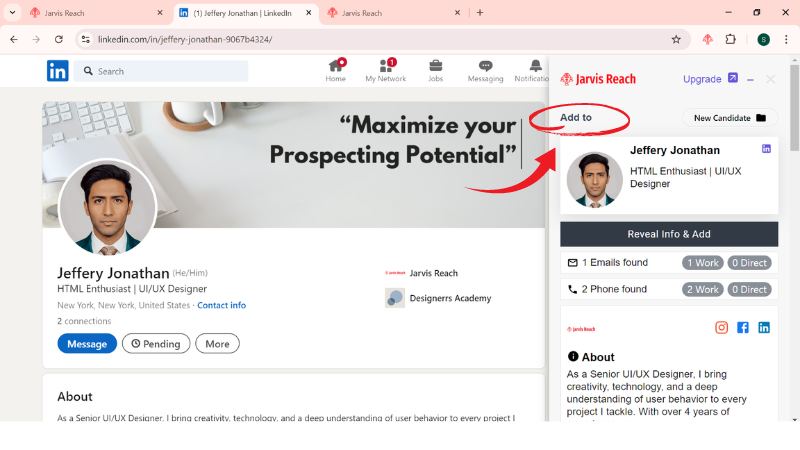 Jarvis Reach
(1) Jeffery Jonathan | LinkedIn
Jarvis Reach
linkedin.com/in/jeffery-jonathan-9067b4324/
S
in
Search
Home
1
My Network
Jobs
Messaging
Notificatio
Jarvis Reach
Upgrade
Add to
New Candidate
“Maximize your
Prospecting Potential”
Jeffery Jonathan
in
HTML Enthusiast | UI/UX
Designer
Reveal Info & Add
1 Emails found
1 Work
0 Direct
2 Phone found
2 Work
0 Direct
Jarvis Reach
in
About
As a Senior UI/UX Designer, I bring
creativity, technology, and a deep
understanding of user behavior to every
project I tackle. With over 4 years of
Jeffery Jonathan (He/Him)
HTML Enthusiast | UI/UX Designer
New York, New York, United States · Contact info
2 connections
Message
Pending
More
Jarvis Reach
Jarvis Reach
Designerrs Academy
About
As a Senior UI/UX Designer, I bring creativity, technology, and a deep understanding of user behavior to every project I